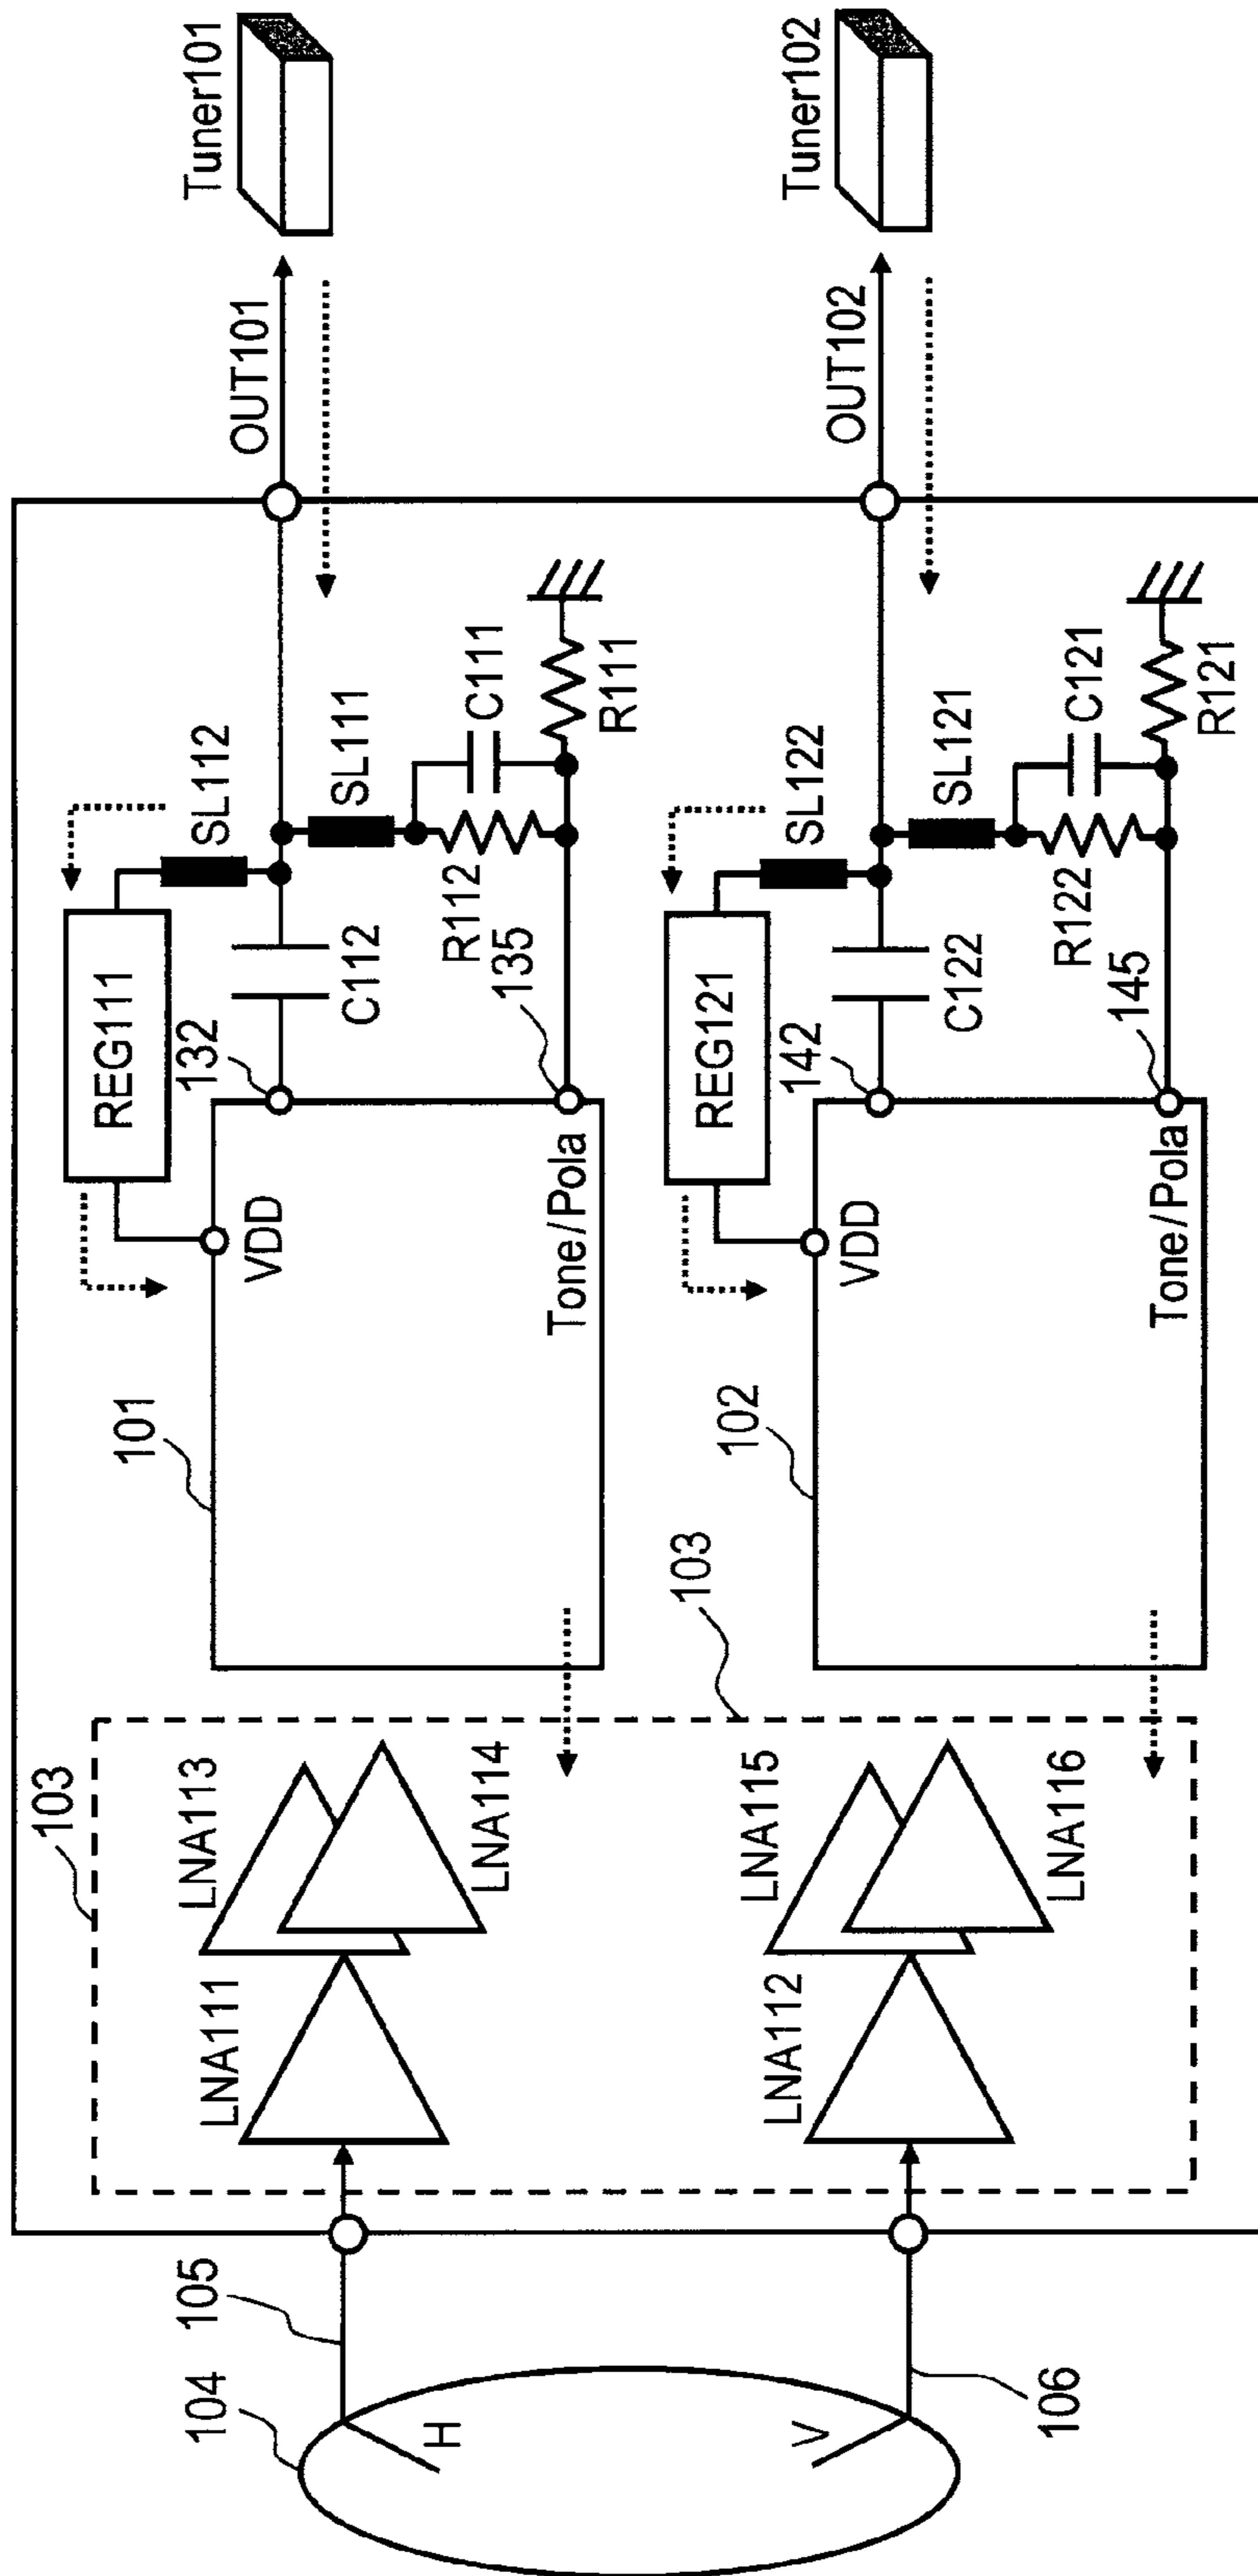 104
105
H
V
106
103
LNA111
LNA113
LNA114
LNA112
LNA115
LNA116
103
101
VDD
Tone/Pola
REG111
132
135
C112
SL112
SL111
R112
C111
R111
OUT101
Tuner101
102
VDD
Tone/Pola
REG121
142
145
C122
SL122
SL121
R122
C121
R121
OUT102
Tuner102